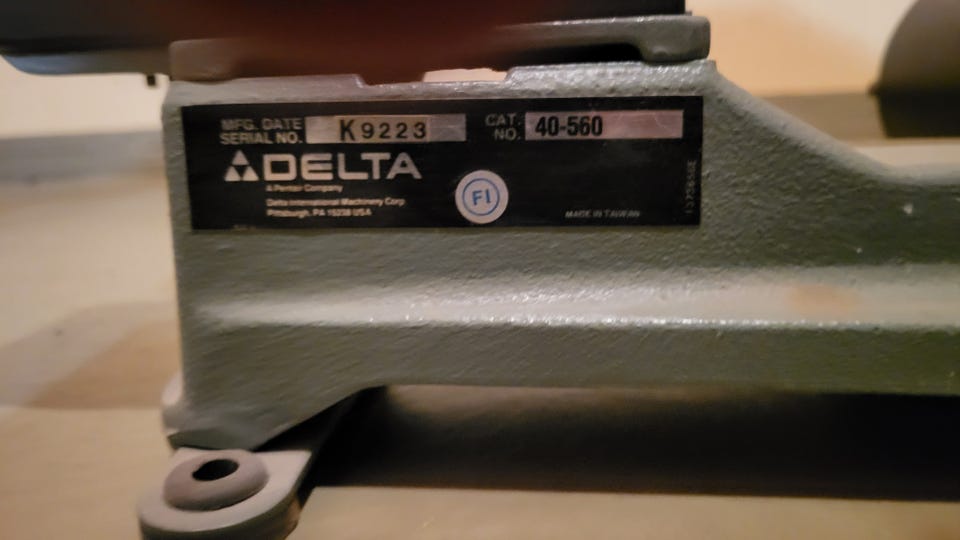 MFG. DATE
SERIAL NO. K9223
CAT.
NO. 40-560
DELTA
A Pentair Company
Delta International Machinery Corp.
Pittsburgh, PA 15238 USA
FI
MADE IN TAIWAN